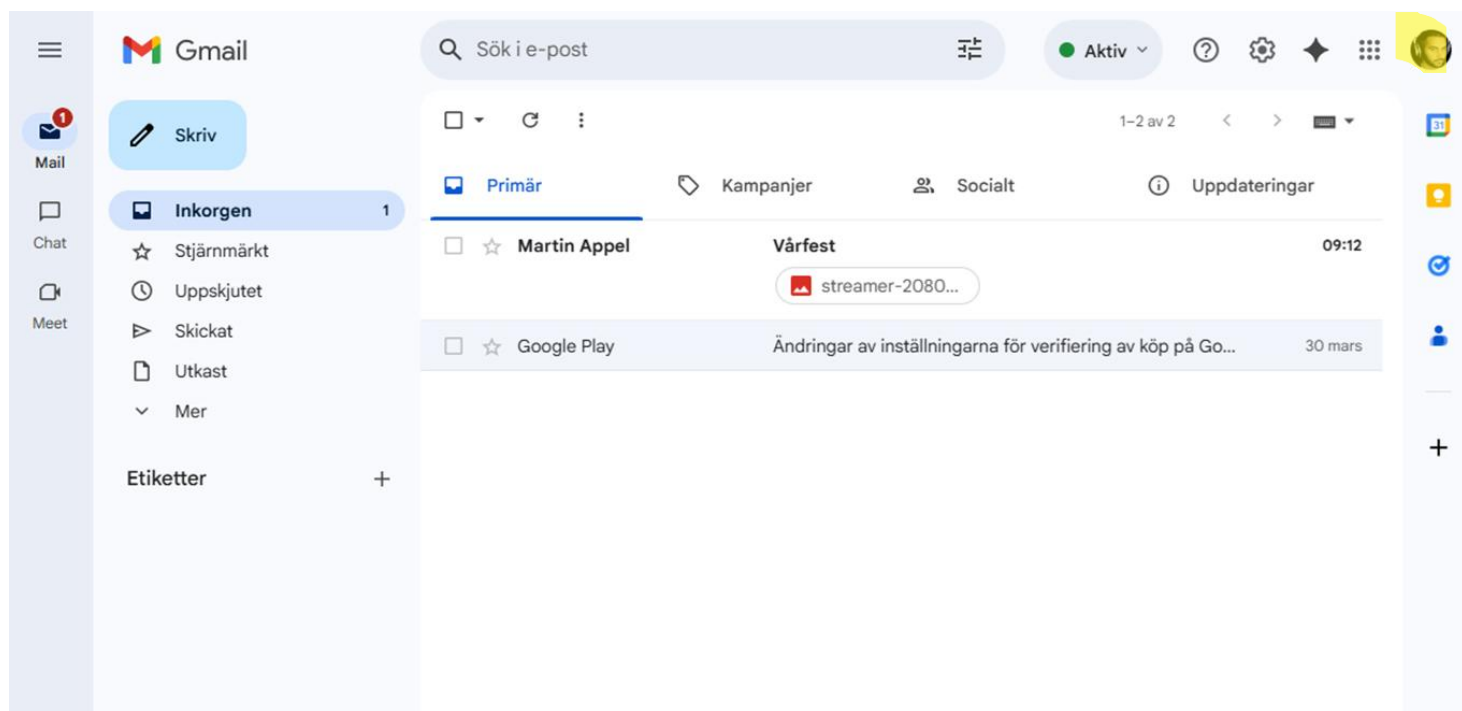 Gmail
Sök i e-post
Aktiv
1
Mail
Chat
Meet
Skriv
Inkorgen 1
Stjärnmärkt
Uppskjutet
Skickat
Utkast
Mer
Etiketter
1–2 av 2
Primär Kampanjer Socialt Uppdateringar
Martin Appel Vårfest 09:12
streamer-2080...
Google Play Ändringar av inställningarna för verifiering av köp på Go... 30 mars
31